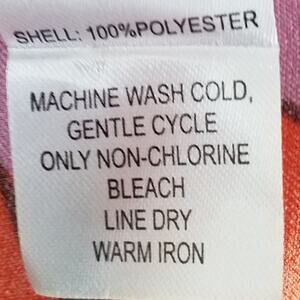 SHELL: 100%POLYESTER
MACHINE WASH COLD,
GENTLE CYCLE
ONLY NON-CHLORINE
BLEACH
LINE DRY
WARM IRON